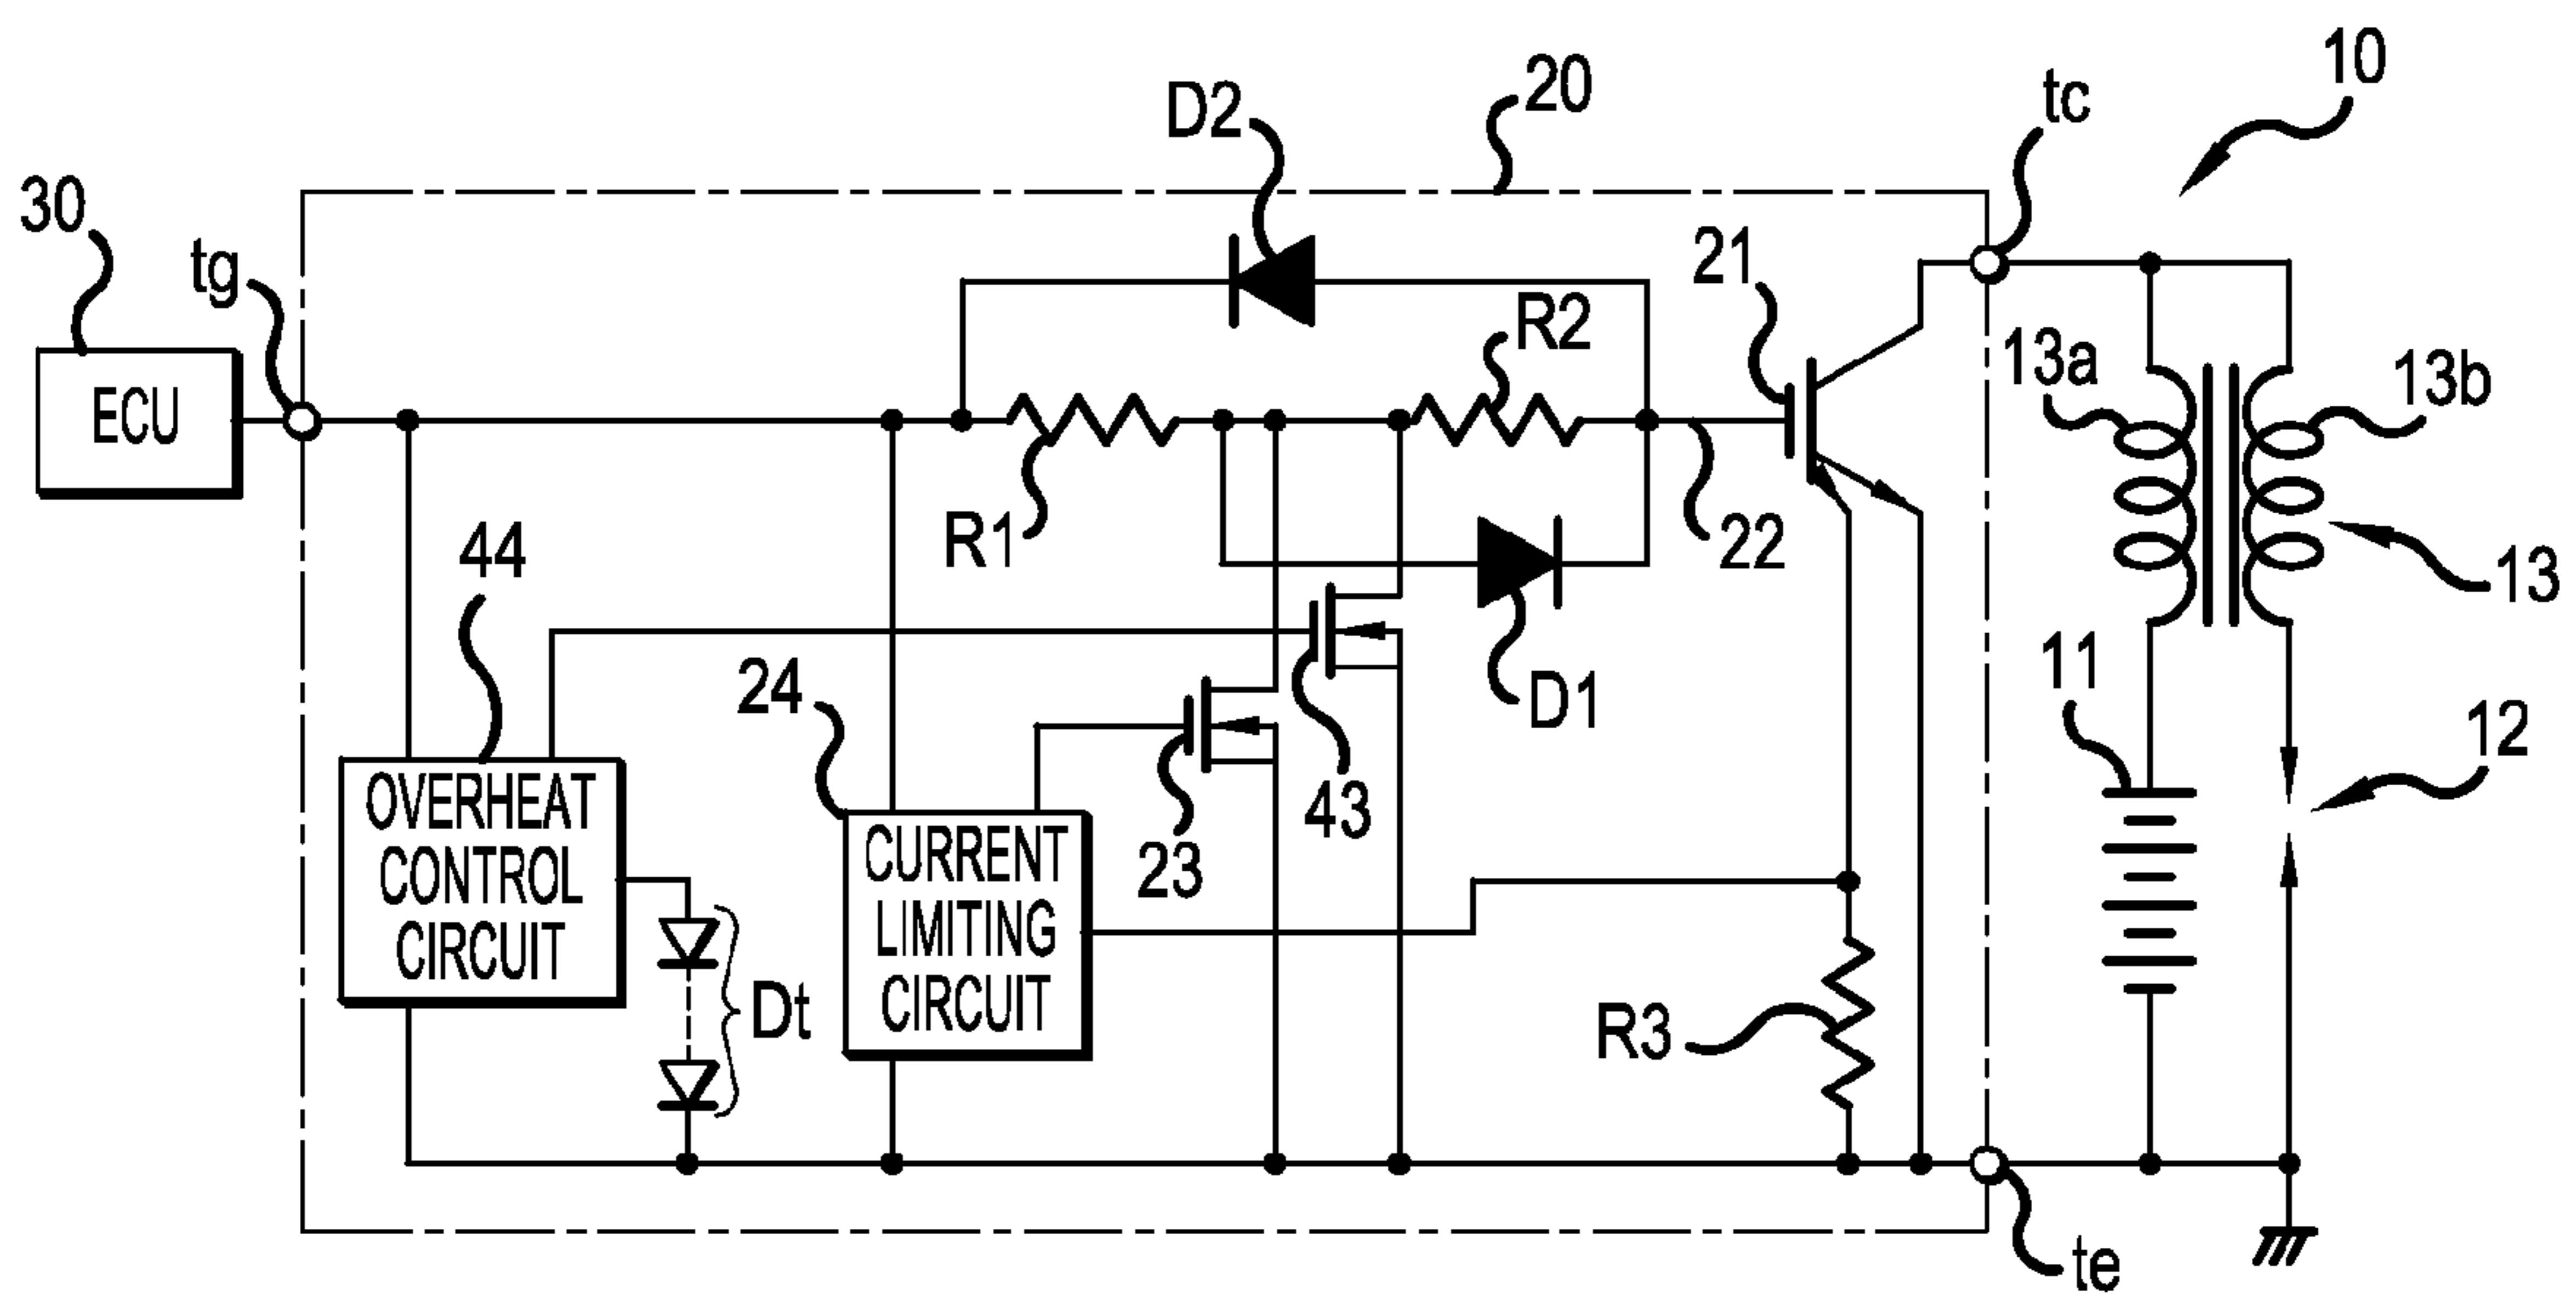 10
20
tc
D2
30
tg
21
R2
13a
13b
ECU
R1
22
44
13
24
D1
11
12
43
23
OVERHEAT
CONTROL
CIRCUIT
CURRENT
LIMITING
CIRCUIT
Dt
R3
te